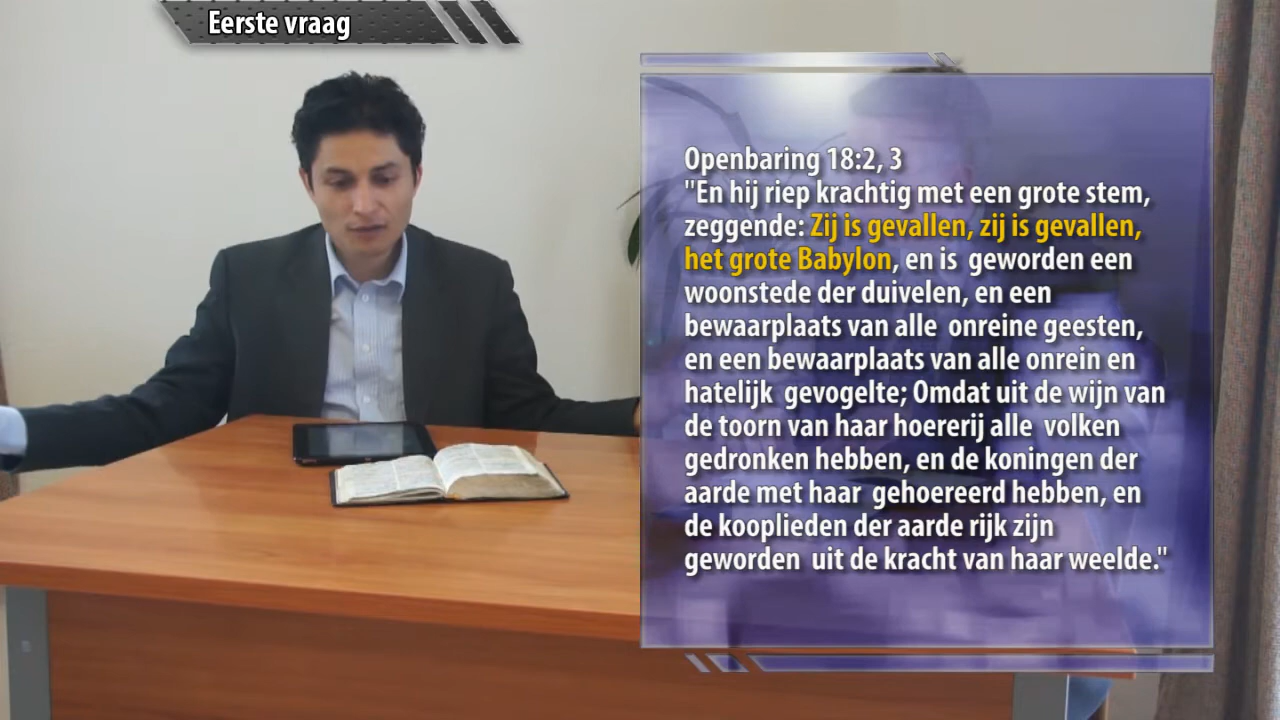 Eerste vraag
Openbaring 18:2, 3
"En hij riep krachtig met een grote stem,
zeggende: Zij is gevallen, zij is gevallen,
het grote Babylon, en is geworden een
woonstede der duivelen, en een
bewaarplaats van alle onreine geesten,
en een bewaarplaats van alle onrein en
hatelijk gevogelte; Omdat uit de wijn van
de toorn van haar hoererij alle volken
gedronken hebben, en de koningen der
aarde met haar gehoereerd hebben, en
de kooplieden der aarde rijk zijn
geworden uit de kracht van haar weelde."